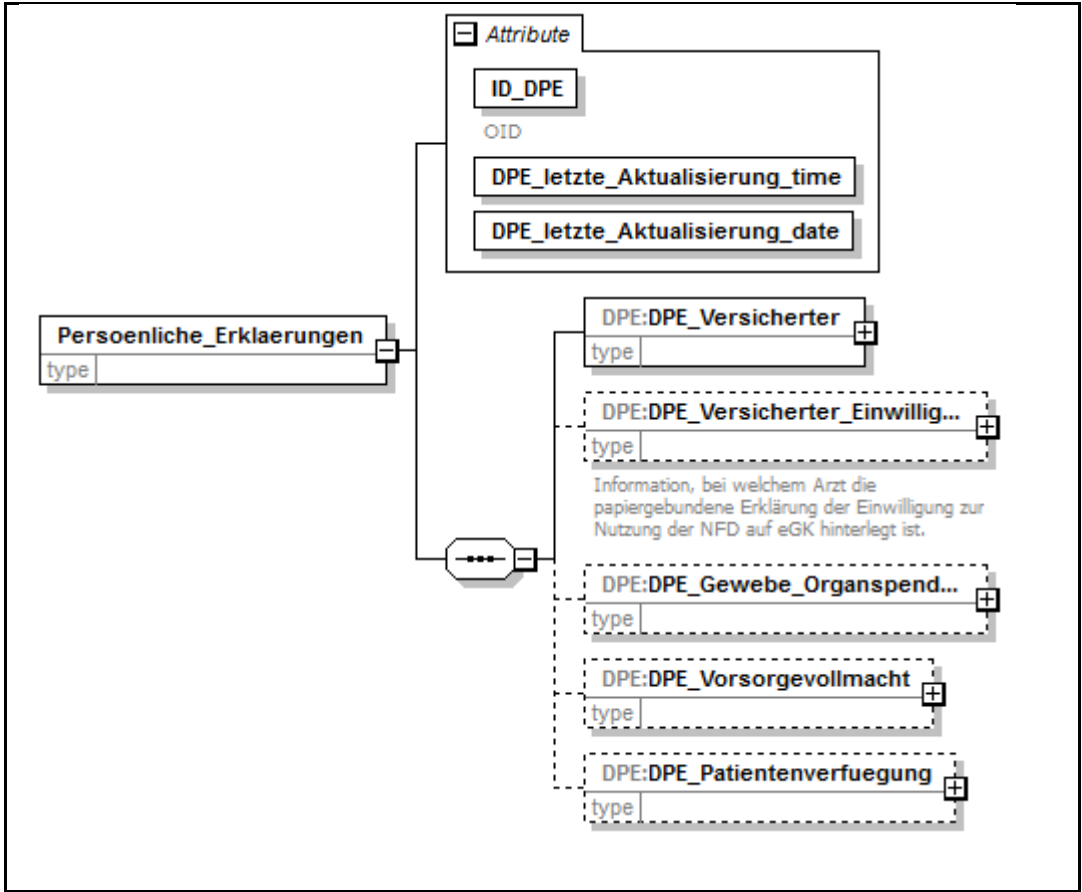 Attribute
ID_DPE
OID
DPE_letzte_Aktualisierung_time
DPE_letzte_Aktualisierung_date
Persoenliche_Erklaerungen
type
DPE:DPE_Versicherter
type
DPE:DPE_Versicherter_Einwillig...
type
Information, bei welchem Arzt die
papiergebundene Erklärung der Einwilligung zur
Nutzung der NFD auf eGK hinterlegt ist.
DPE:DPE_Gewebe_Organspend...
type
DPE:DPE_Vorsorgevollmacht
type
DPE:DPE_Patientenverfuegung
type